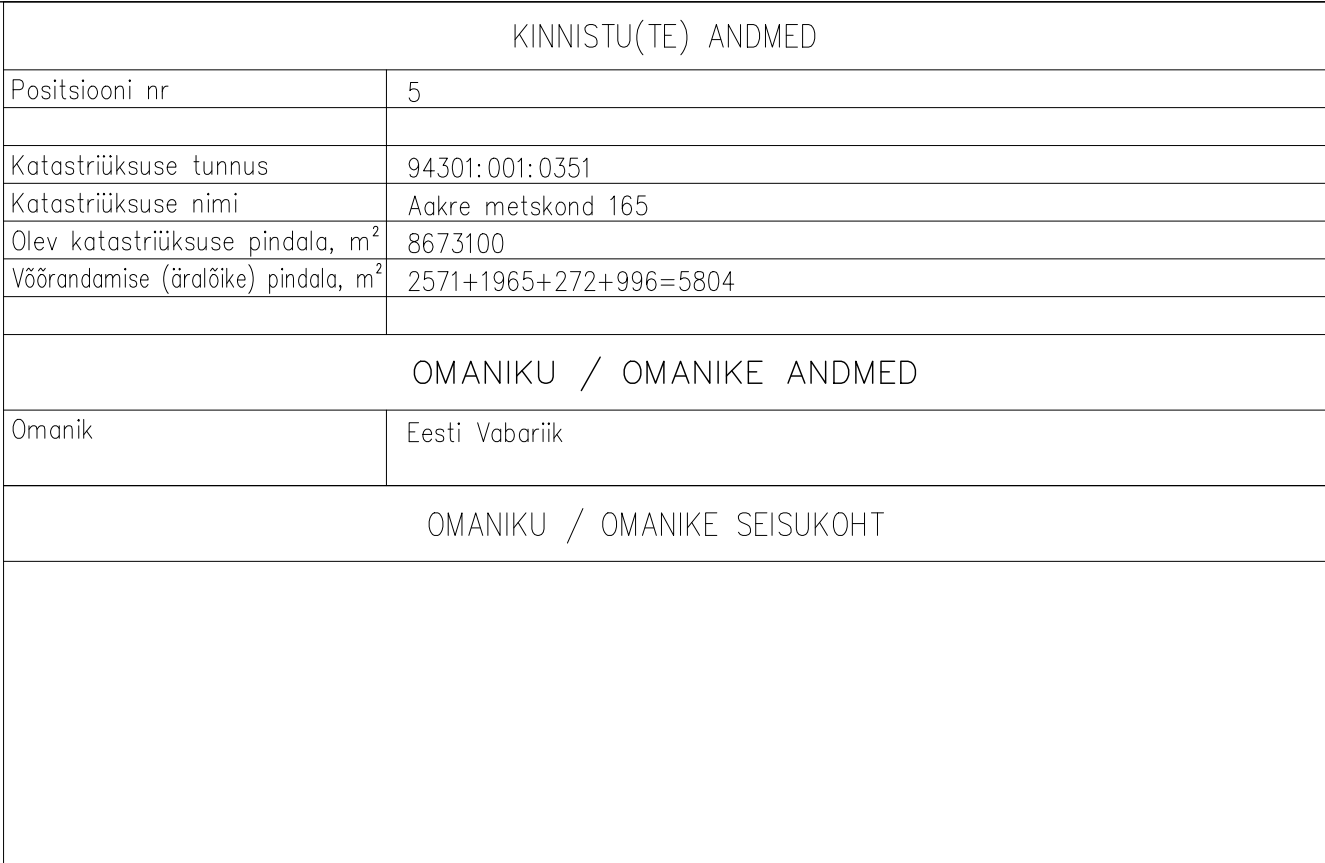 KINNISTU(TE) ANDMED
Positsiooni nr 5
Katastriüksuse tunnus 94301:001:0351
Katastriüksuse nimi Aakre metskond 165
Olev katastriüksuse pindala, m² 8673100
Võõrandamise (äralõike) pindala, m² 2571+1965+272+996=5804
OMANIKU / OMANIKE ANDMED
Omanik Eesti Vabariik
OMANIKU / OMANIKE SEISUKOHT